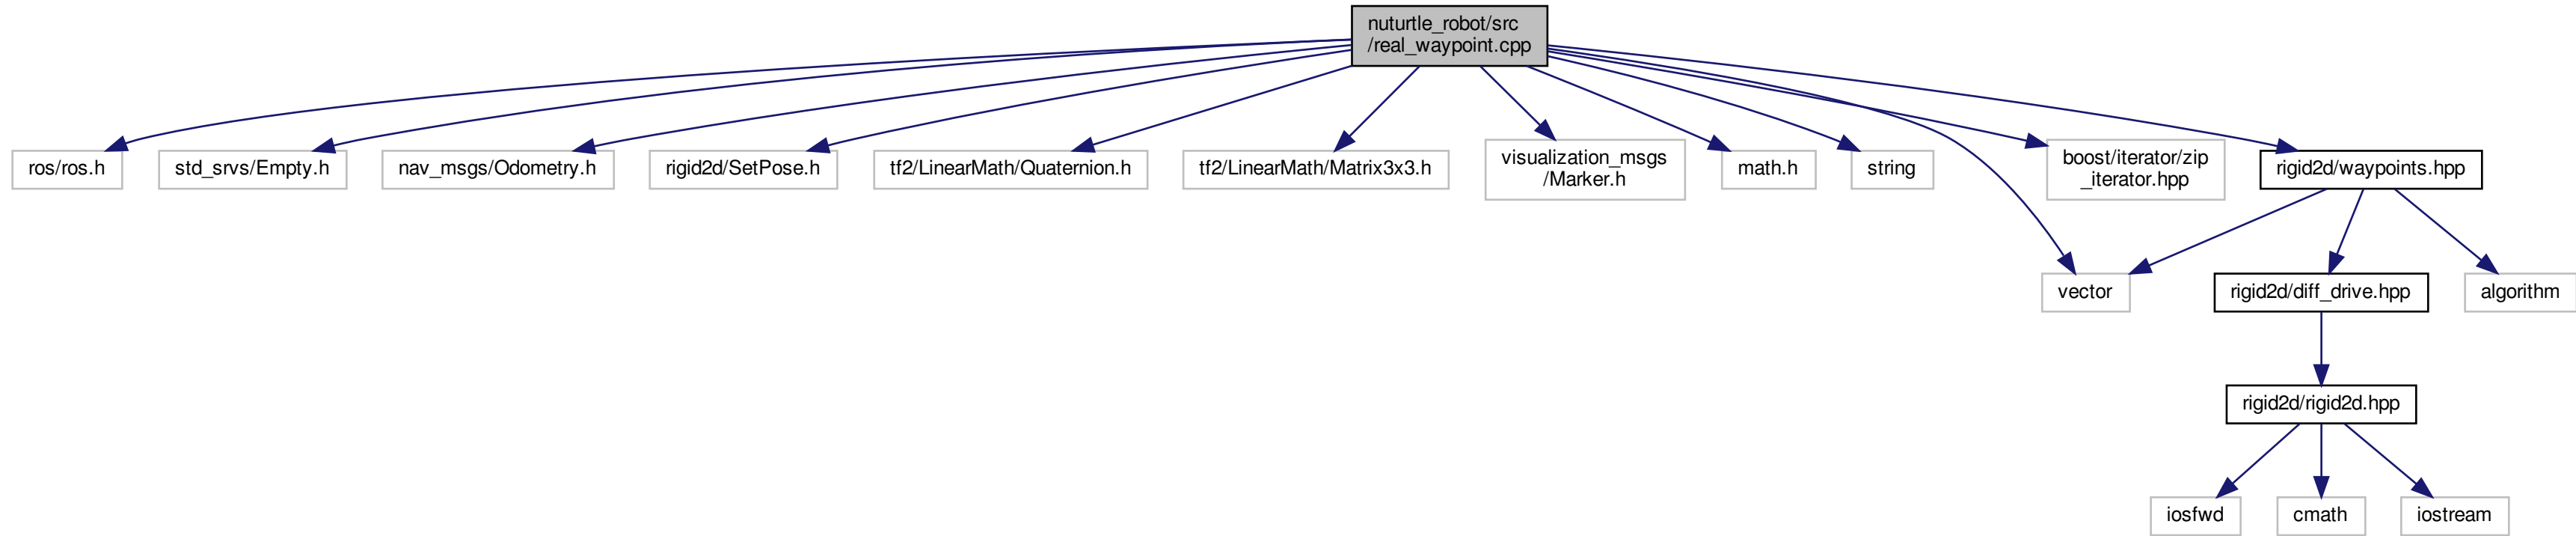 nuturtle_robot/src
/real_waypoint.cpp
ros/ros.h
std_srvs/Empty.h
nav_msgs/Odometry.h
rigid2d/SetPose.h
tf2/LinearMath/Quaternion.h
tf2/LinearMath/Matrix3x3.h
visualization_msgs
/Marker.h
math.h
string
boost/iterator/zip
_iterator.hpp
rigid2d/waypoints.hpp
vector
rigid2d/diff_drive.hpp
algorithm
rigid2d/rigid2d.hpp
iosfwd
cmath
iostream